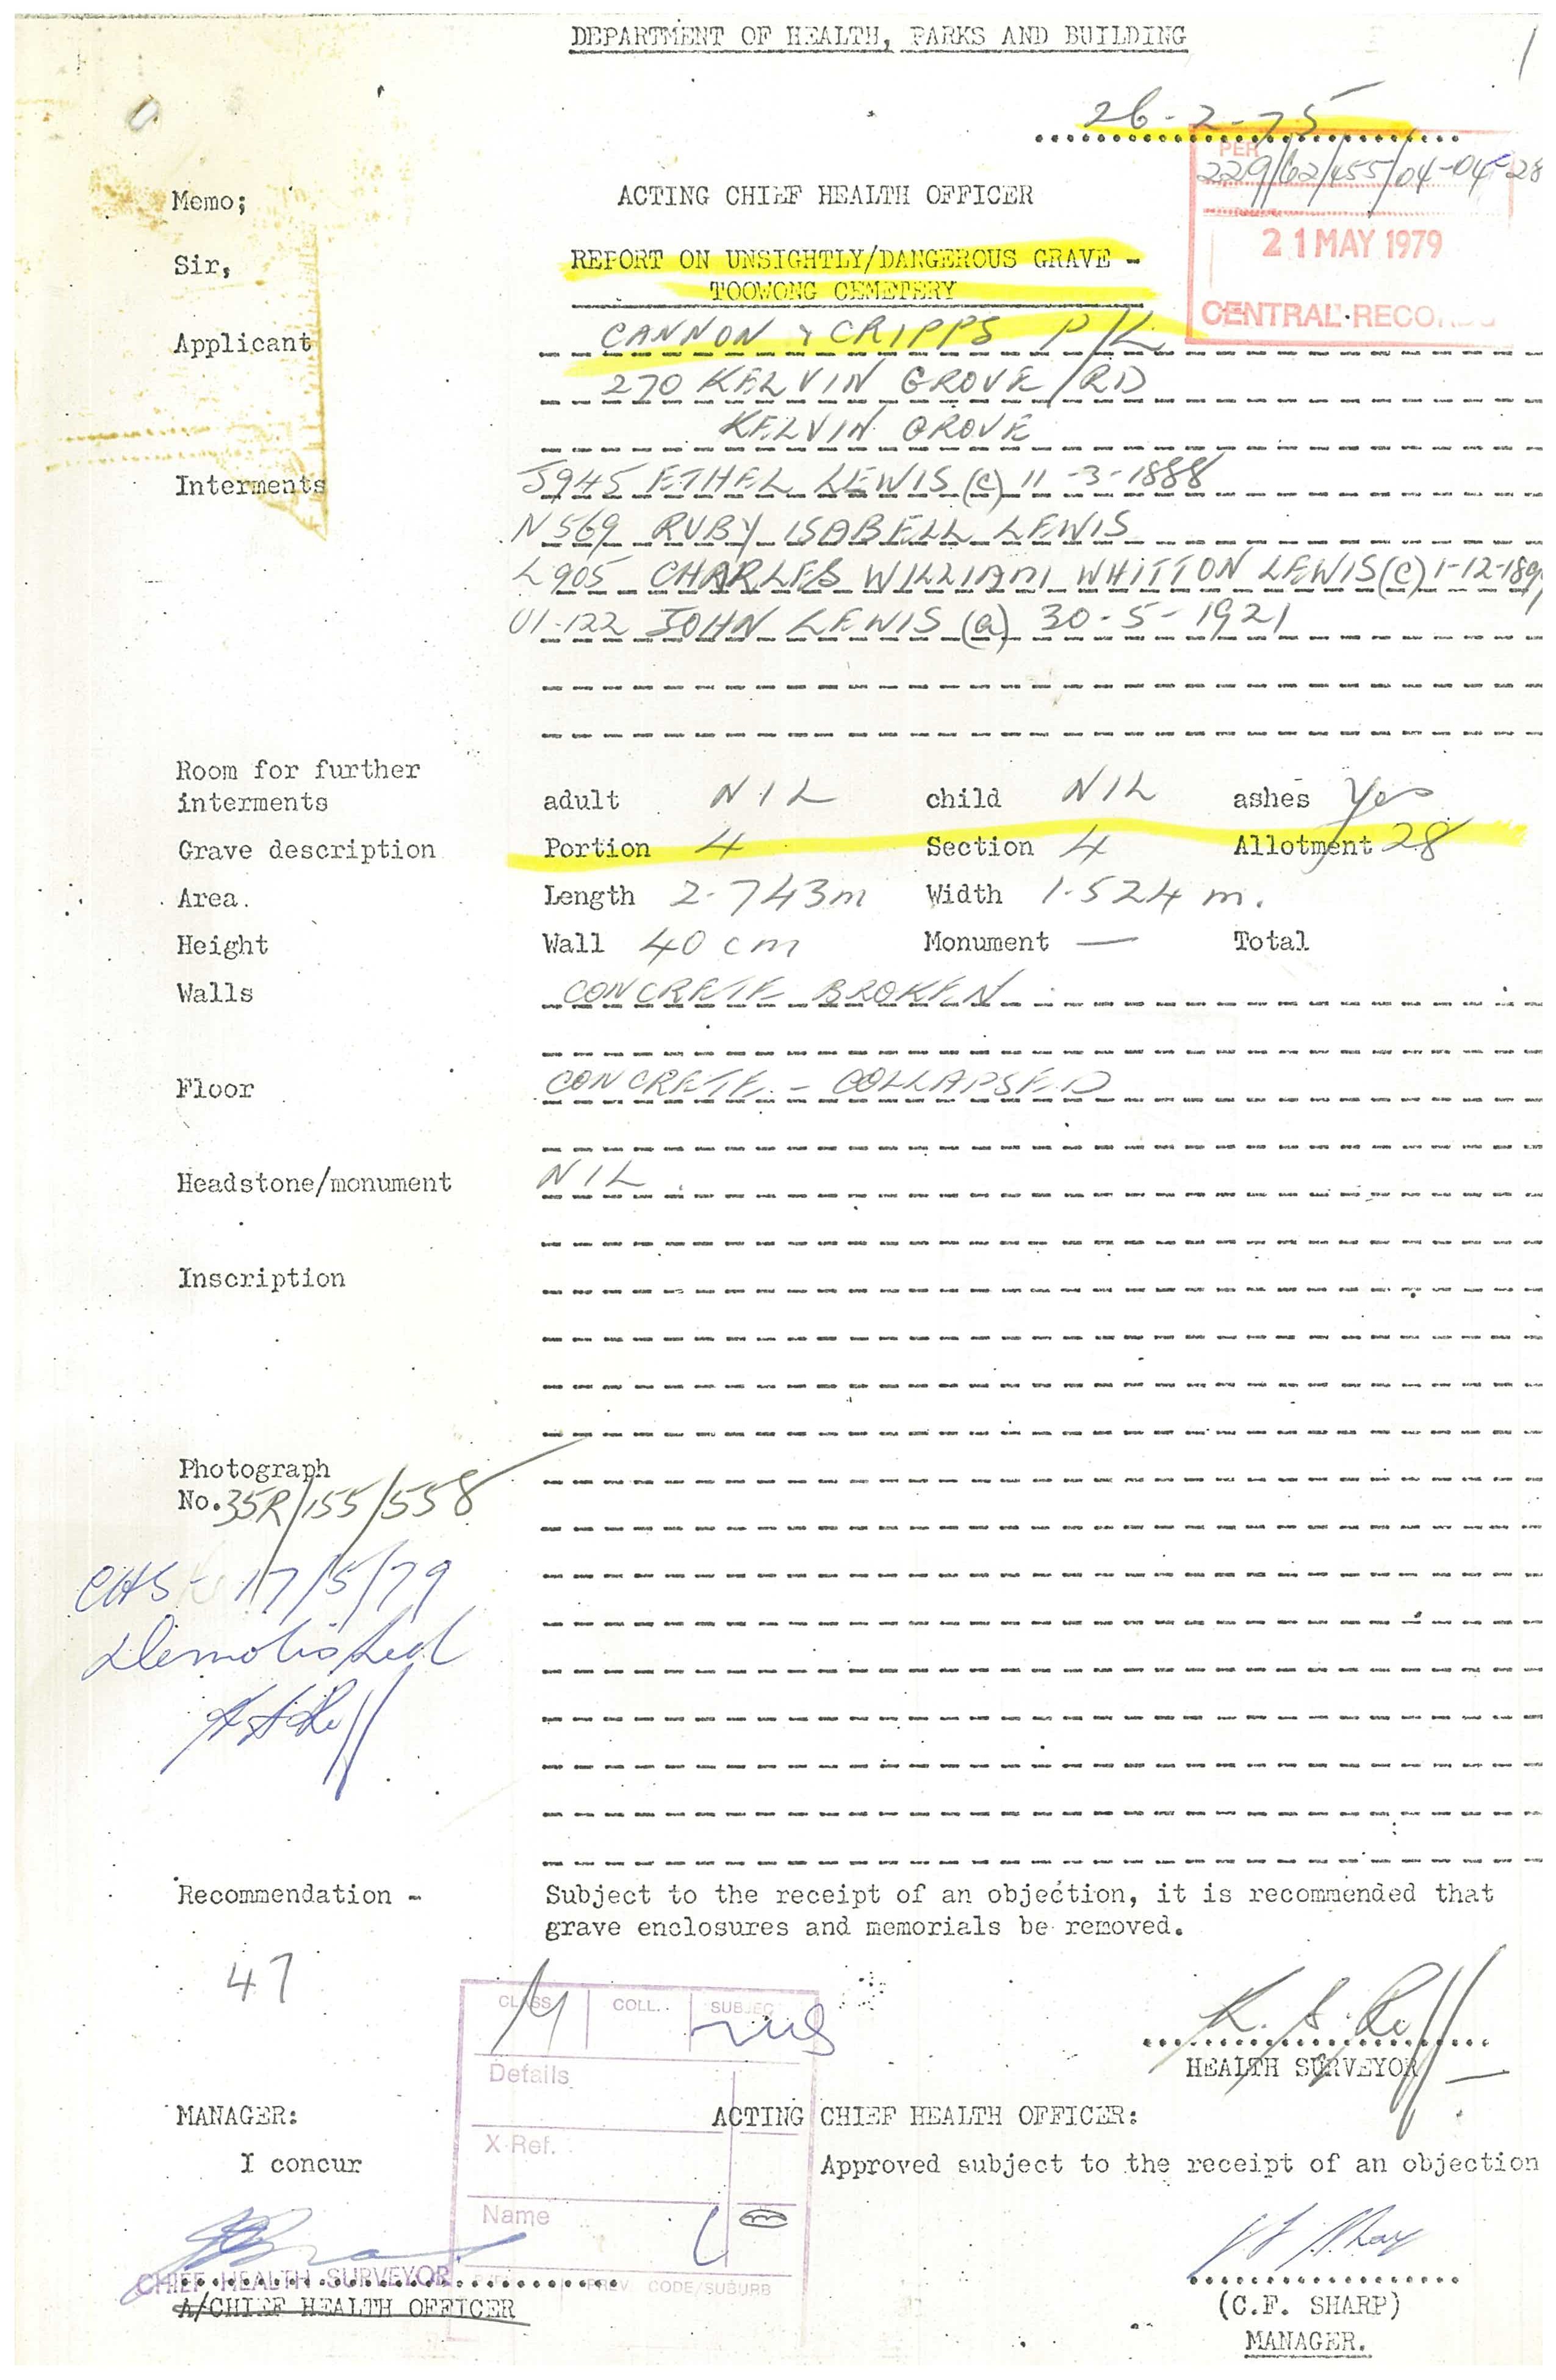 DEPARTMENT OF HEALTH, PARKS AND BUILDING
26-2-75
PER
229/62/455/04-04-28
21 MAY 1979
CENTRAL RECO
Memo; ACTING CHIEF HEALTH OFFICER
Sir, REPORT ON UNSIGHTLY/DANGEROUS GRAVE -
TOOWONG CEMETERY
Applicant CANNON & CRIPPS P/L
270 KELVIN GROVE RD
KELVIN GROVE
Interments J945 ETHEL LEWIS (C) 11-3-1888
N569 RUBY ISABELL LEWIS
L905 CHARLES WILLIAM WHITTON LEWIS (C) 1-12-189
U1-122 JOHN LEWIS (a) 30-5-1921
Room for further
interments adult NIL child NIL ashes Yes
Grave description Portion 4 Section 4 Allotment 28
Area. Length 2.743m Width 1.524 m.
Height Wall 40 cm Monument — Total
Walls CONCRETE BROKEN
Floor CONCRETE - COLLAPSED
Headstone/monument NIL.
Inscription
Photograph
No. 35R/155/558
CHS - 17/5/79
Demolished
Recommendation - Subject to the receipt of an objection, it is recommended that
grave enclosures and memorials be removed.
47
CLASS COLL. SUBJEC
Details
X-Ref.
Name
PREV CODE/SUBURB
HEALTH SURVEYOR
MANAGER: ACTING CHIEF HEALTH OFFICER:
I concur Approved subject to the receipt of an objection
CHIEF HEALTH SURVEYOR
A/CHIEF HEALTH OFFICER
(C.F. SHARP)
MANAGER.